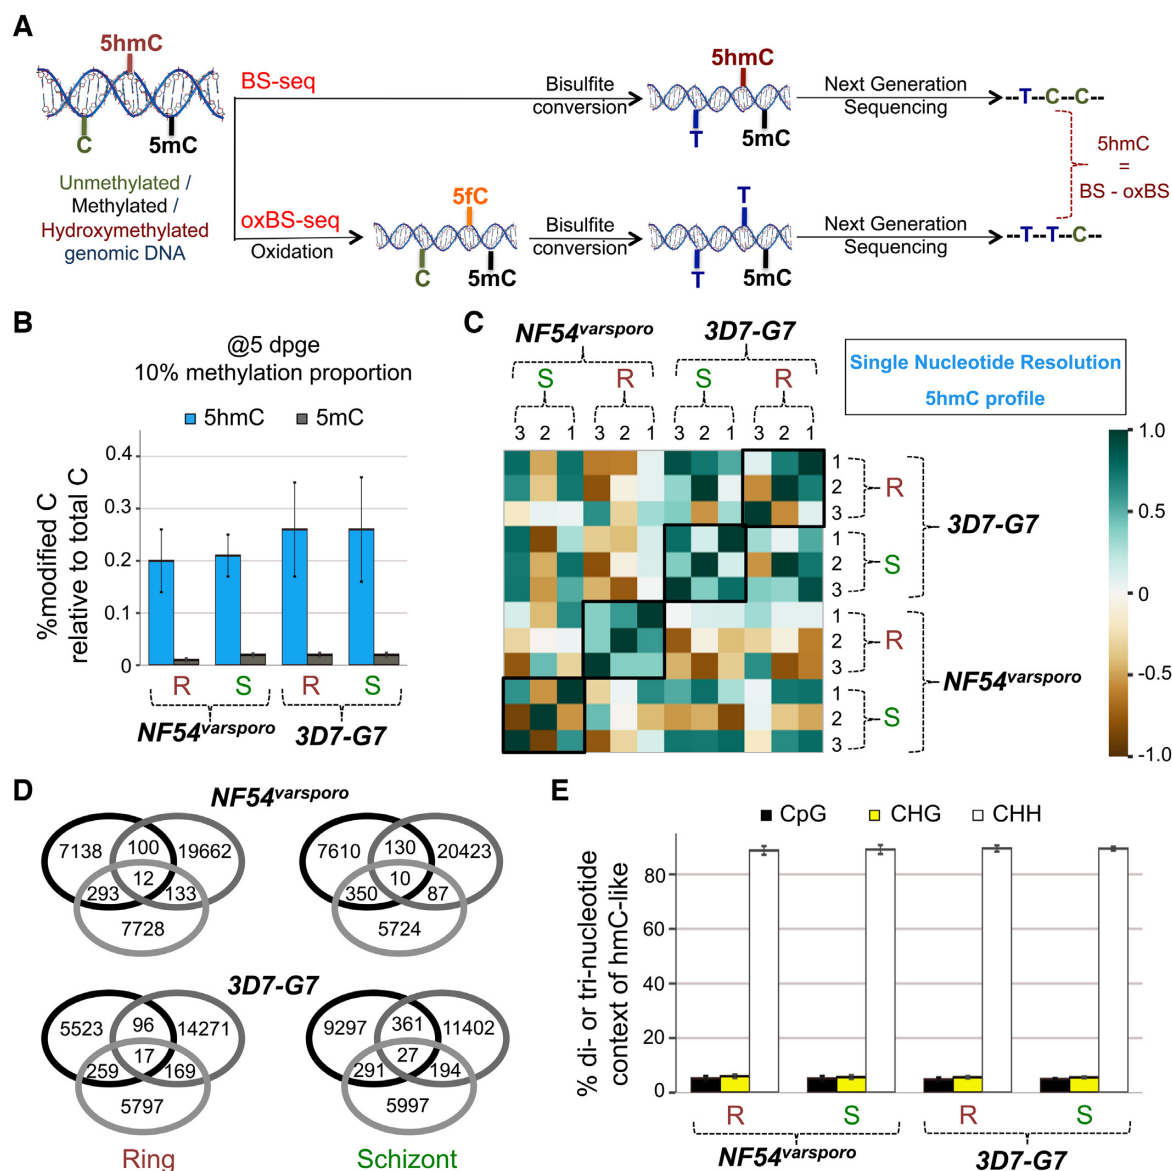 A
5hmC
C
5mC
Unmethylated /
Methylated /
Hydroxymethylated
genomic DNA
BS-seq
Bisulfite
conversion
5hmC
T
5mC
Next Generation
Sequencing
--T-C-C--
oxBS-seq
Oxidation
5fC
C
5mC
Bisulfite
conversion
T
T
5mC
Next Generation
Sequencing
--T-T-C--
5hmC
=
BS - oxBS
B
@5 dpge
10% methylation proportion
5hmC
5mC
%modified C
relative to total C
0.4
0.3
0.2
0.1
0
R
S
R
S
NF54varsporo
3D7-G7
C
NF54varsporo
3D7-G7
S
R
S
R
3 2 1
3 2 1
3 2 1
3 2 1
1
2
3
R
1
2
3
S
3D7-G7
1
2
3
R
1
2
3
S
NF54varsporo
Single Nucleotide Resolution
5hmC profile
1.0
0.5
0
-0.5
-1.0
D
NF54varsporo
7138
100
19662
12
293
133
7728
7610
130
20423
10
350
87
5724
3D7-G7
5523
96
14271
17
259
169
5797
9297
361
11402
27
291
194
5997
Ring
Schizont
E
CpG
CHG
CHH
% di- or tri-nucleotide
context of hmC-like
80
60
40
20
0
R
S
R
S
NF54varsporo
3D7-G7